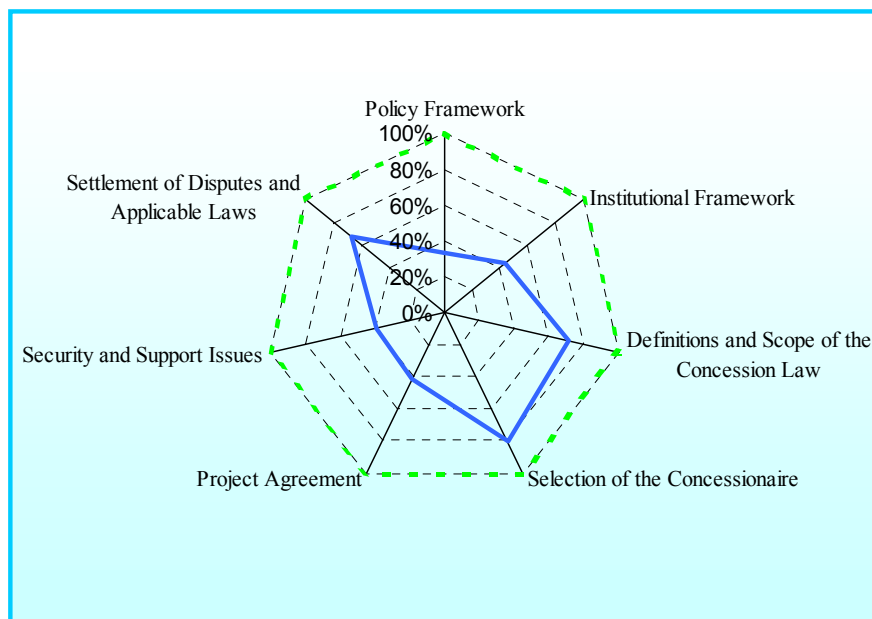 Policy Framework
100%
80%
60%
40%
20%
0%
Settlement of Disputes and
Applicable Laws
Institutional Framework
Definitions and Scope of the
Concession Law
Security and Support Issues
Project Agreement
Selection of the Concessionaire